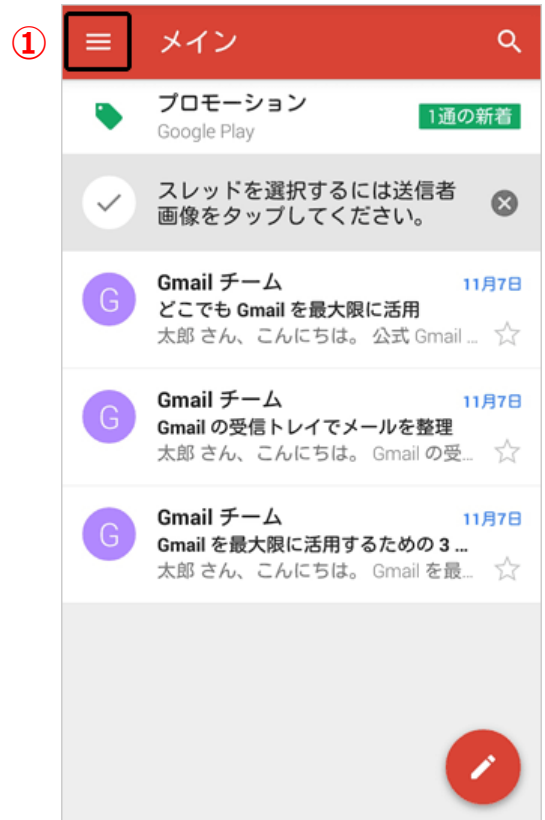 ①
メイン
プロモーション
Google Play
1通の新着
スレッドを選択するには送信者
画像をタップしてください。
G
Gmail チーム
11月7日
どこでも Gmail を最大限に活用
太郎 さん、こんにちは。 公式 Gmail ...
G
Gmail チーム
11月7日
Gmail の受信トレイでメールを整理
太郎 さん、こんにちは。 Gmail の受...
G
Gmail チーム
11月7日
Gmail を最大限に活用するための 3 ...
太郎 さん、こんにちは。 Gmail を最...